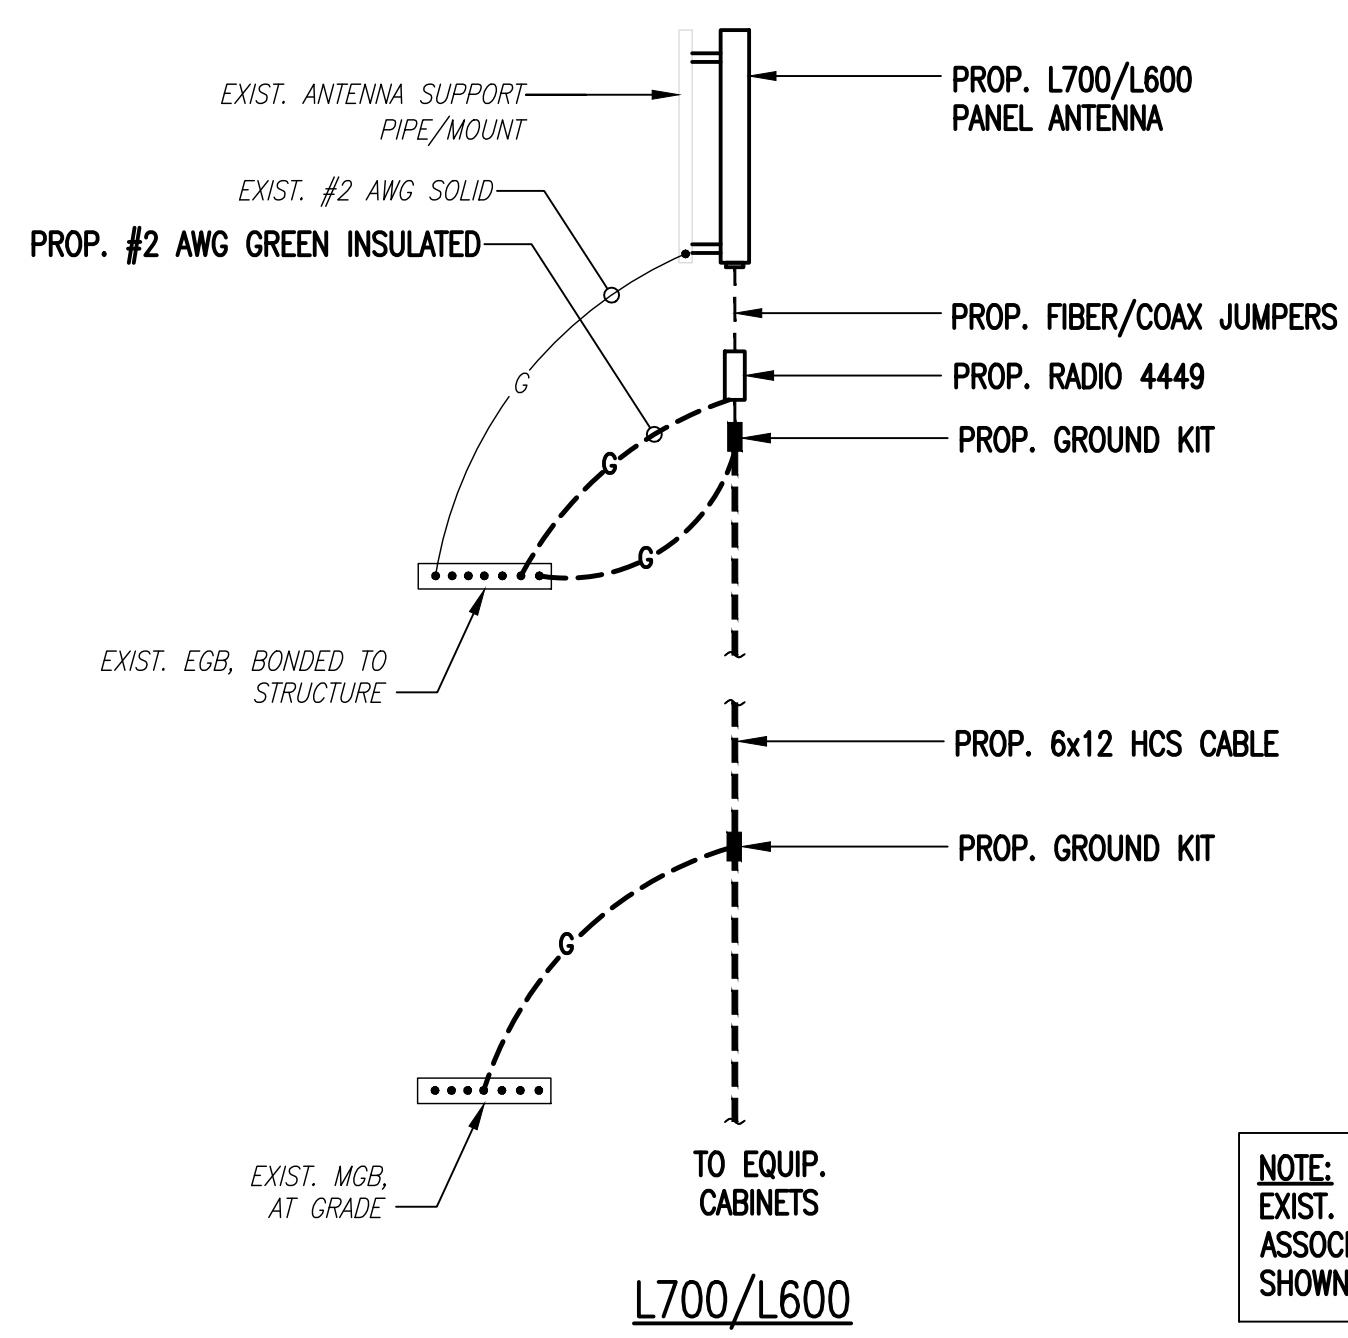 EXIST. ANTENNA SUPPORT
PIPE/MOUNT
EXIST. #2 AWG SOLID
PROP. #2 AWG GREEN INSULATED
PROP. L700/L600
PANEL ANTENNA
PROP. FIBER/COAX JUMPERS
PROP. RADIO 4449
PROP. GROUND KIT
G
G
G
EXIST. EGB, BONDED TO
STRUCTURE
PROP. 6x12 HCS CABLE
PROP. GROUND KIT
G
EXIST. MGB,
AT GRADE
TO EQUIP.
CABINETS
L700/L600
NOTE:
EXIST.
SHOWN